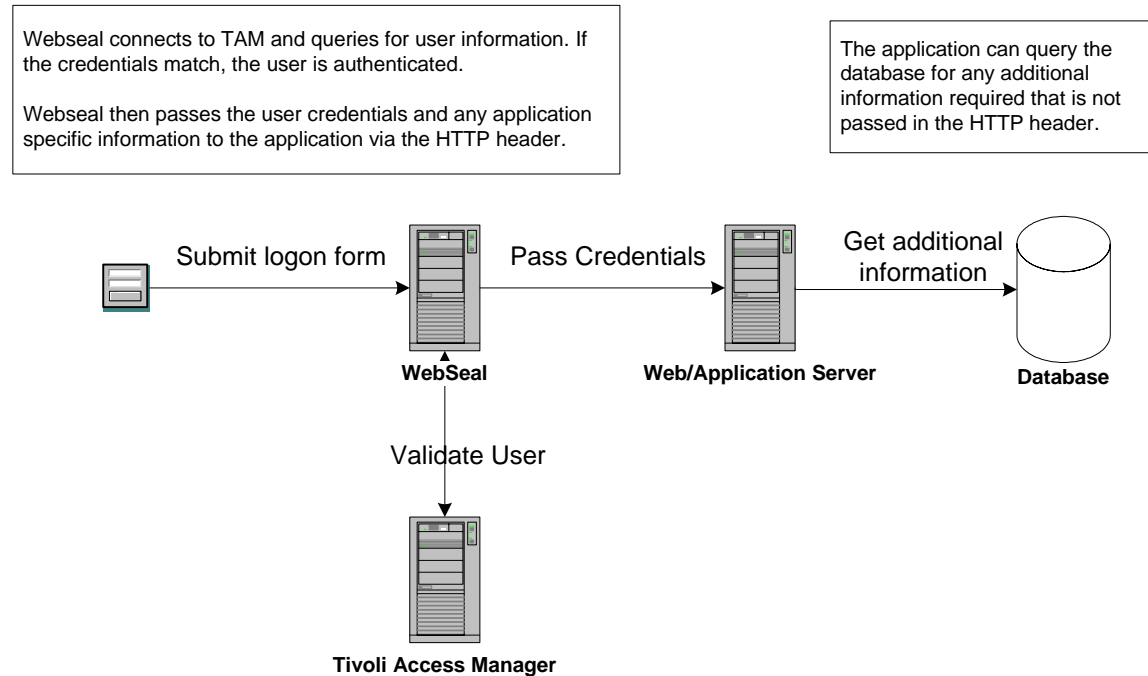 Webseal connects to TAM and queries for user information. If
the credentials match, the user is authenticated.
Webseal then passes the user credentials and any application
specific information to the application via the HTTP header.
The application can query the
database for any additional
information required that is not
passed in the HTTP header.
Submit logon form
Pass Credentials
Get additional
information
WebSeal
Web/Application Server
Database
Validate User
Tivoli Access Manager